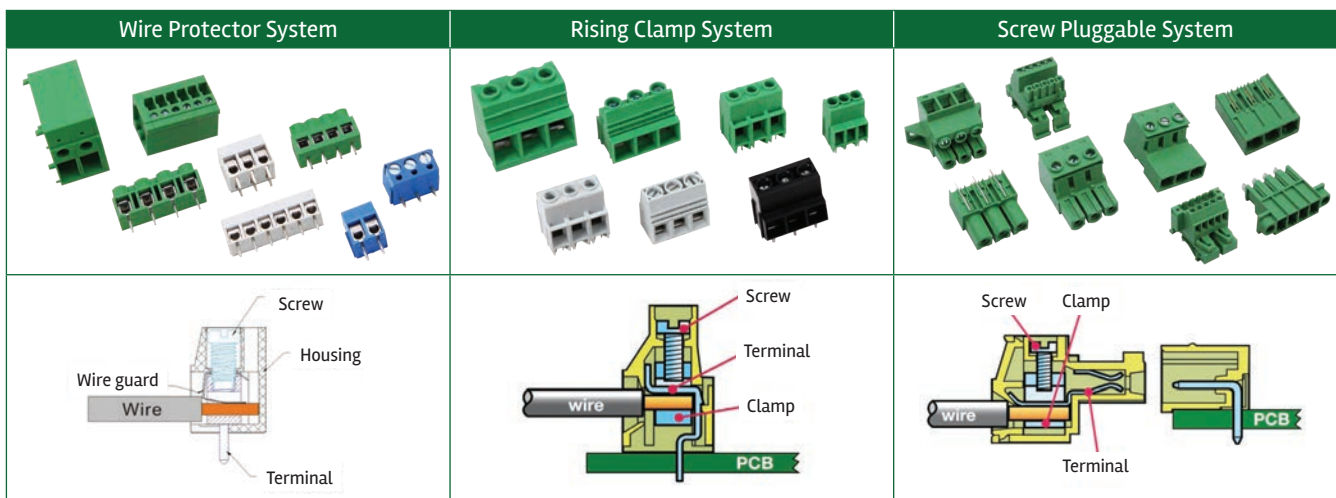 Wire Protector System
Rising Clamp System
Screw Pluggable System
Screw
Housing
Wire guard
Wire
Terminal
Screw
Terminal
Clamp
wire
PCB
Screw
Clamp
wire
Terminal
PCB